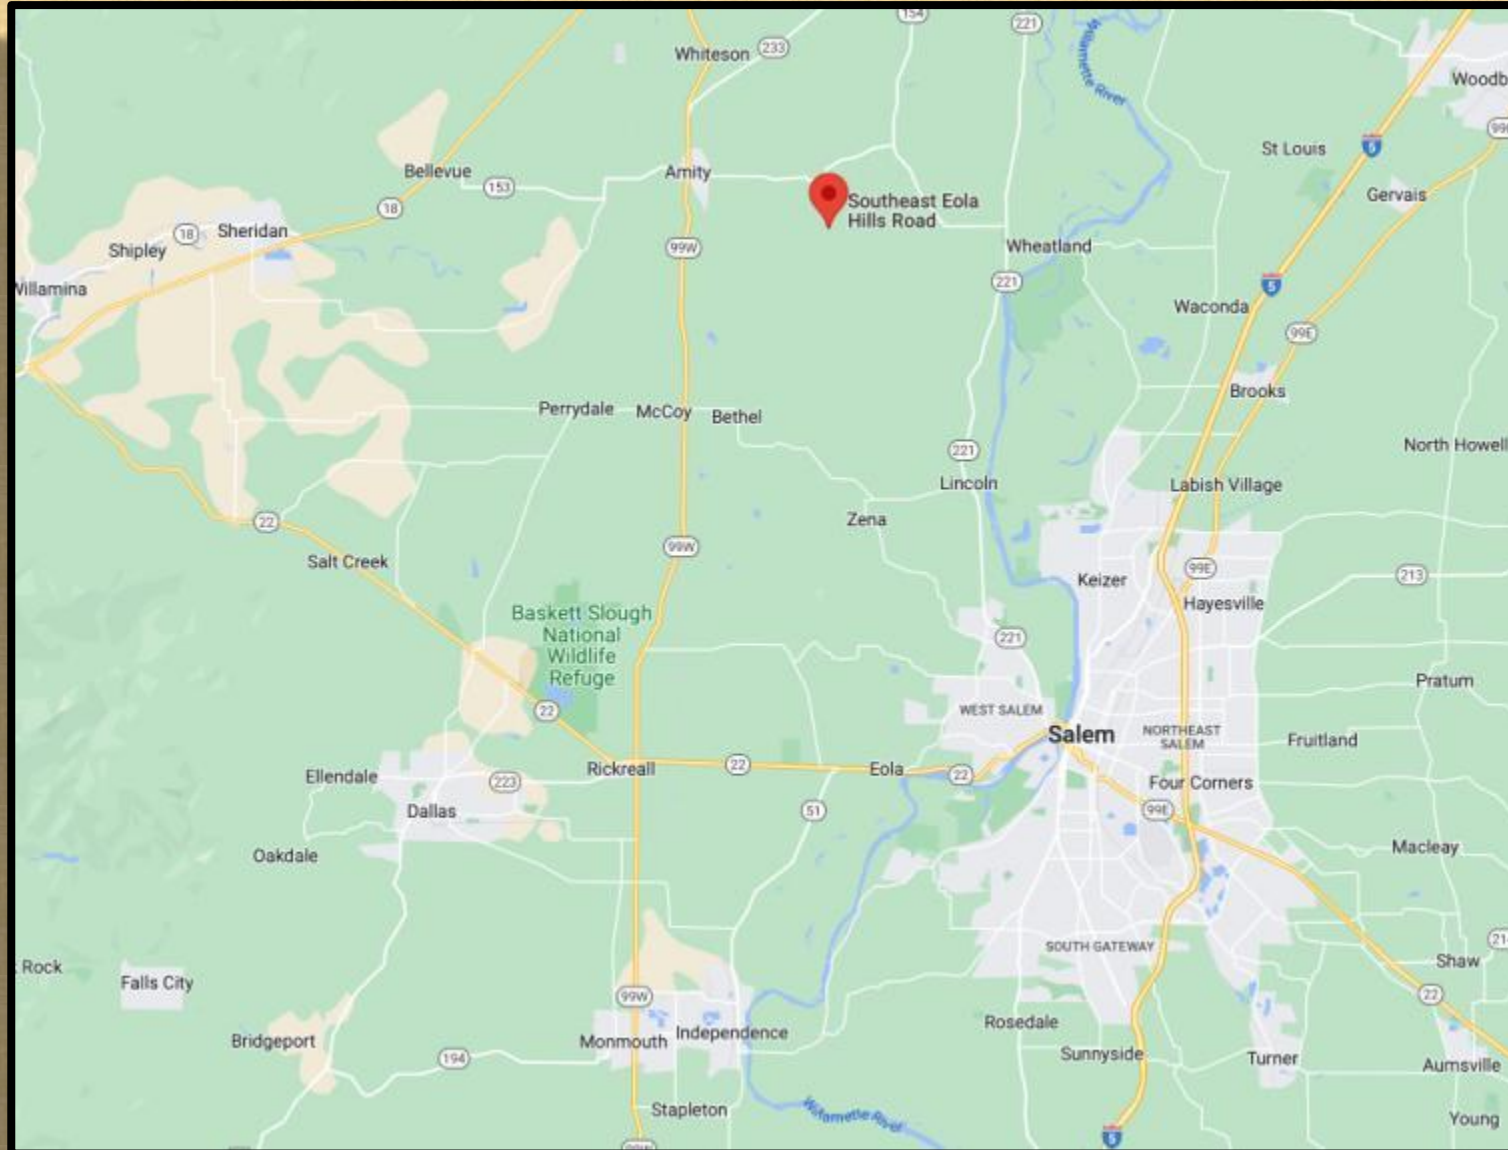 154
221
Whiteson
233
Willamette River
Woodb
99E
St Louis
5
Bellevue
153
Amity
Gervais
18
Southeast Eola
Hills Road
18
Sheridan
Shipley
99W
Wheatland
Willamina
221
5
Waconda
99E
Brooks
Perrydale
McCoy
Bethel
221
North Howell
Lincoln
Labish Village
22
Zena
99W
Salt Creek
Keizer
99E
213
Hayesville
Baskett Slough
National
Wildlife
Refuge
221
Pratum
22
WEST SALEM
Salem
NORTHEAST
SALEM
Fruitland
Ellendale
223
Rickreall
22
Eola
22
Four Corners
Dallas
51
99E
Oakdale
Macleay
SOUTH GATEWAY
214
Rock
Shaw
Falls City
99W
22
Rosedale
Bridgeport
Monmouth
Independence
194
Sunnyside
Turner
Aumsville
Stapleton
Willamette River
Young
5
99W